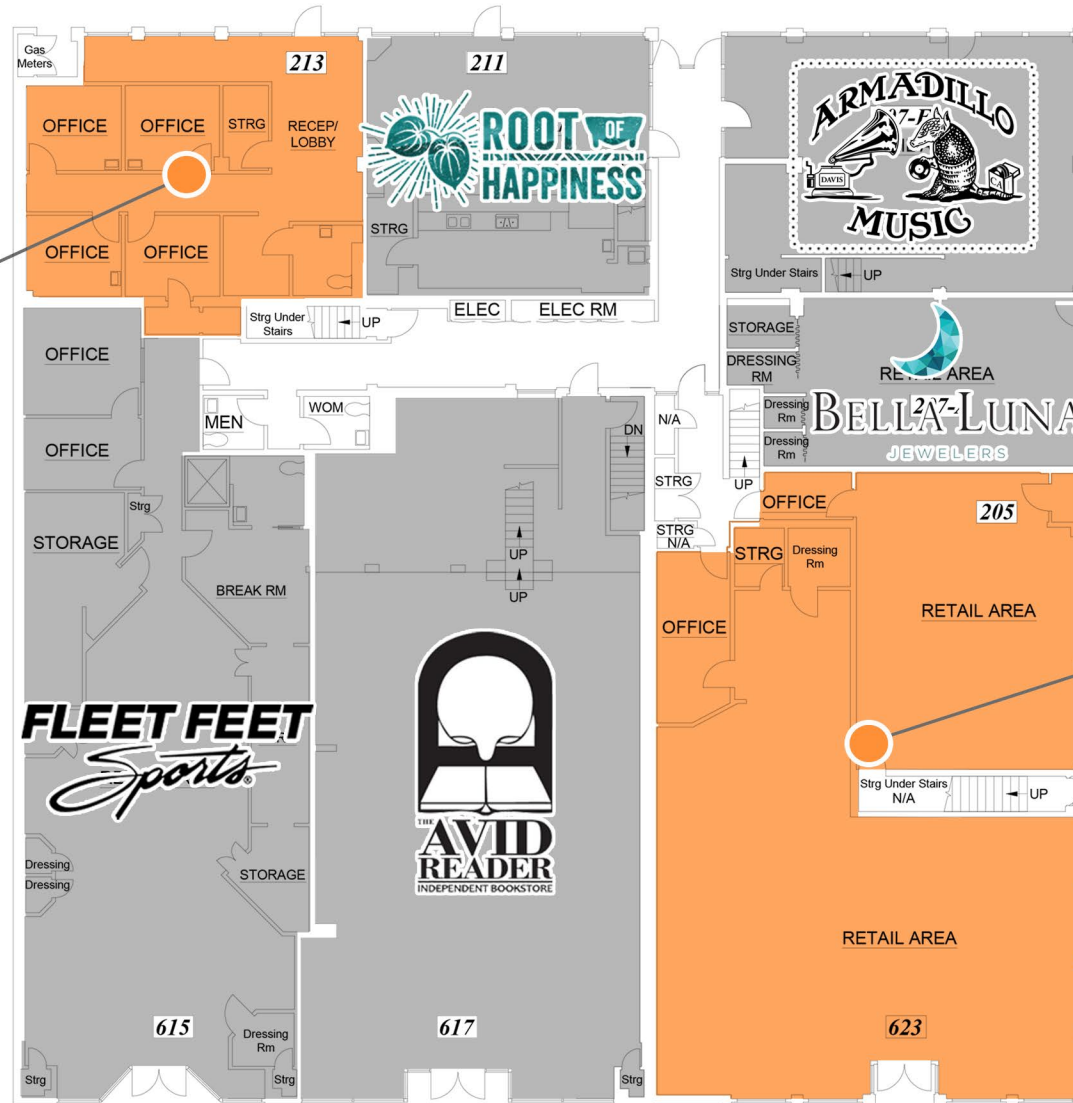 Gas
Meters
213
OFFICE
OFFICE
STRG
RECEP/
LOBBY
OFFICE
OFFICE
211
ROOT OF
HAPPINESS
STRG
ARMADILLO
DAVIS
CA
MUSIC
Strg Under Stairs
UP
Strg Under
Stairs
UP
ELEC
ELEC RM
STORAGE
DRESSING
RM
RETAIL AREA
Dressing
Rm
Dressing
Rm
BELLA LUNA
JEWELERS
OFFICE
OFFICE
MEN
WOM
DN
N/A
STRG
UP
STRG
N/A
Strg
STORAGE
BREAK RM
UP
UP
OFFICE
205
STRG
Dressing
Rm
OFFICE
RETAIL AREA
FLEET FEET
Sports®
THE
AVID
READER
INDEPENDENT BOOKSTORE
Strg Under Stairs
N/A
UP
Dressing
Dressing
STORAGE
RETAIL AREA
615
Dressing
Rm
Strg
Strg
617
Strg
623